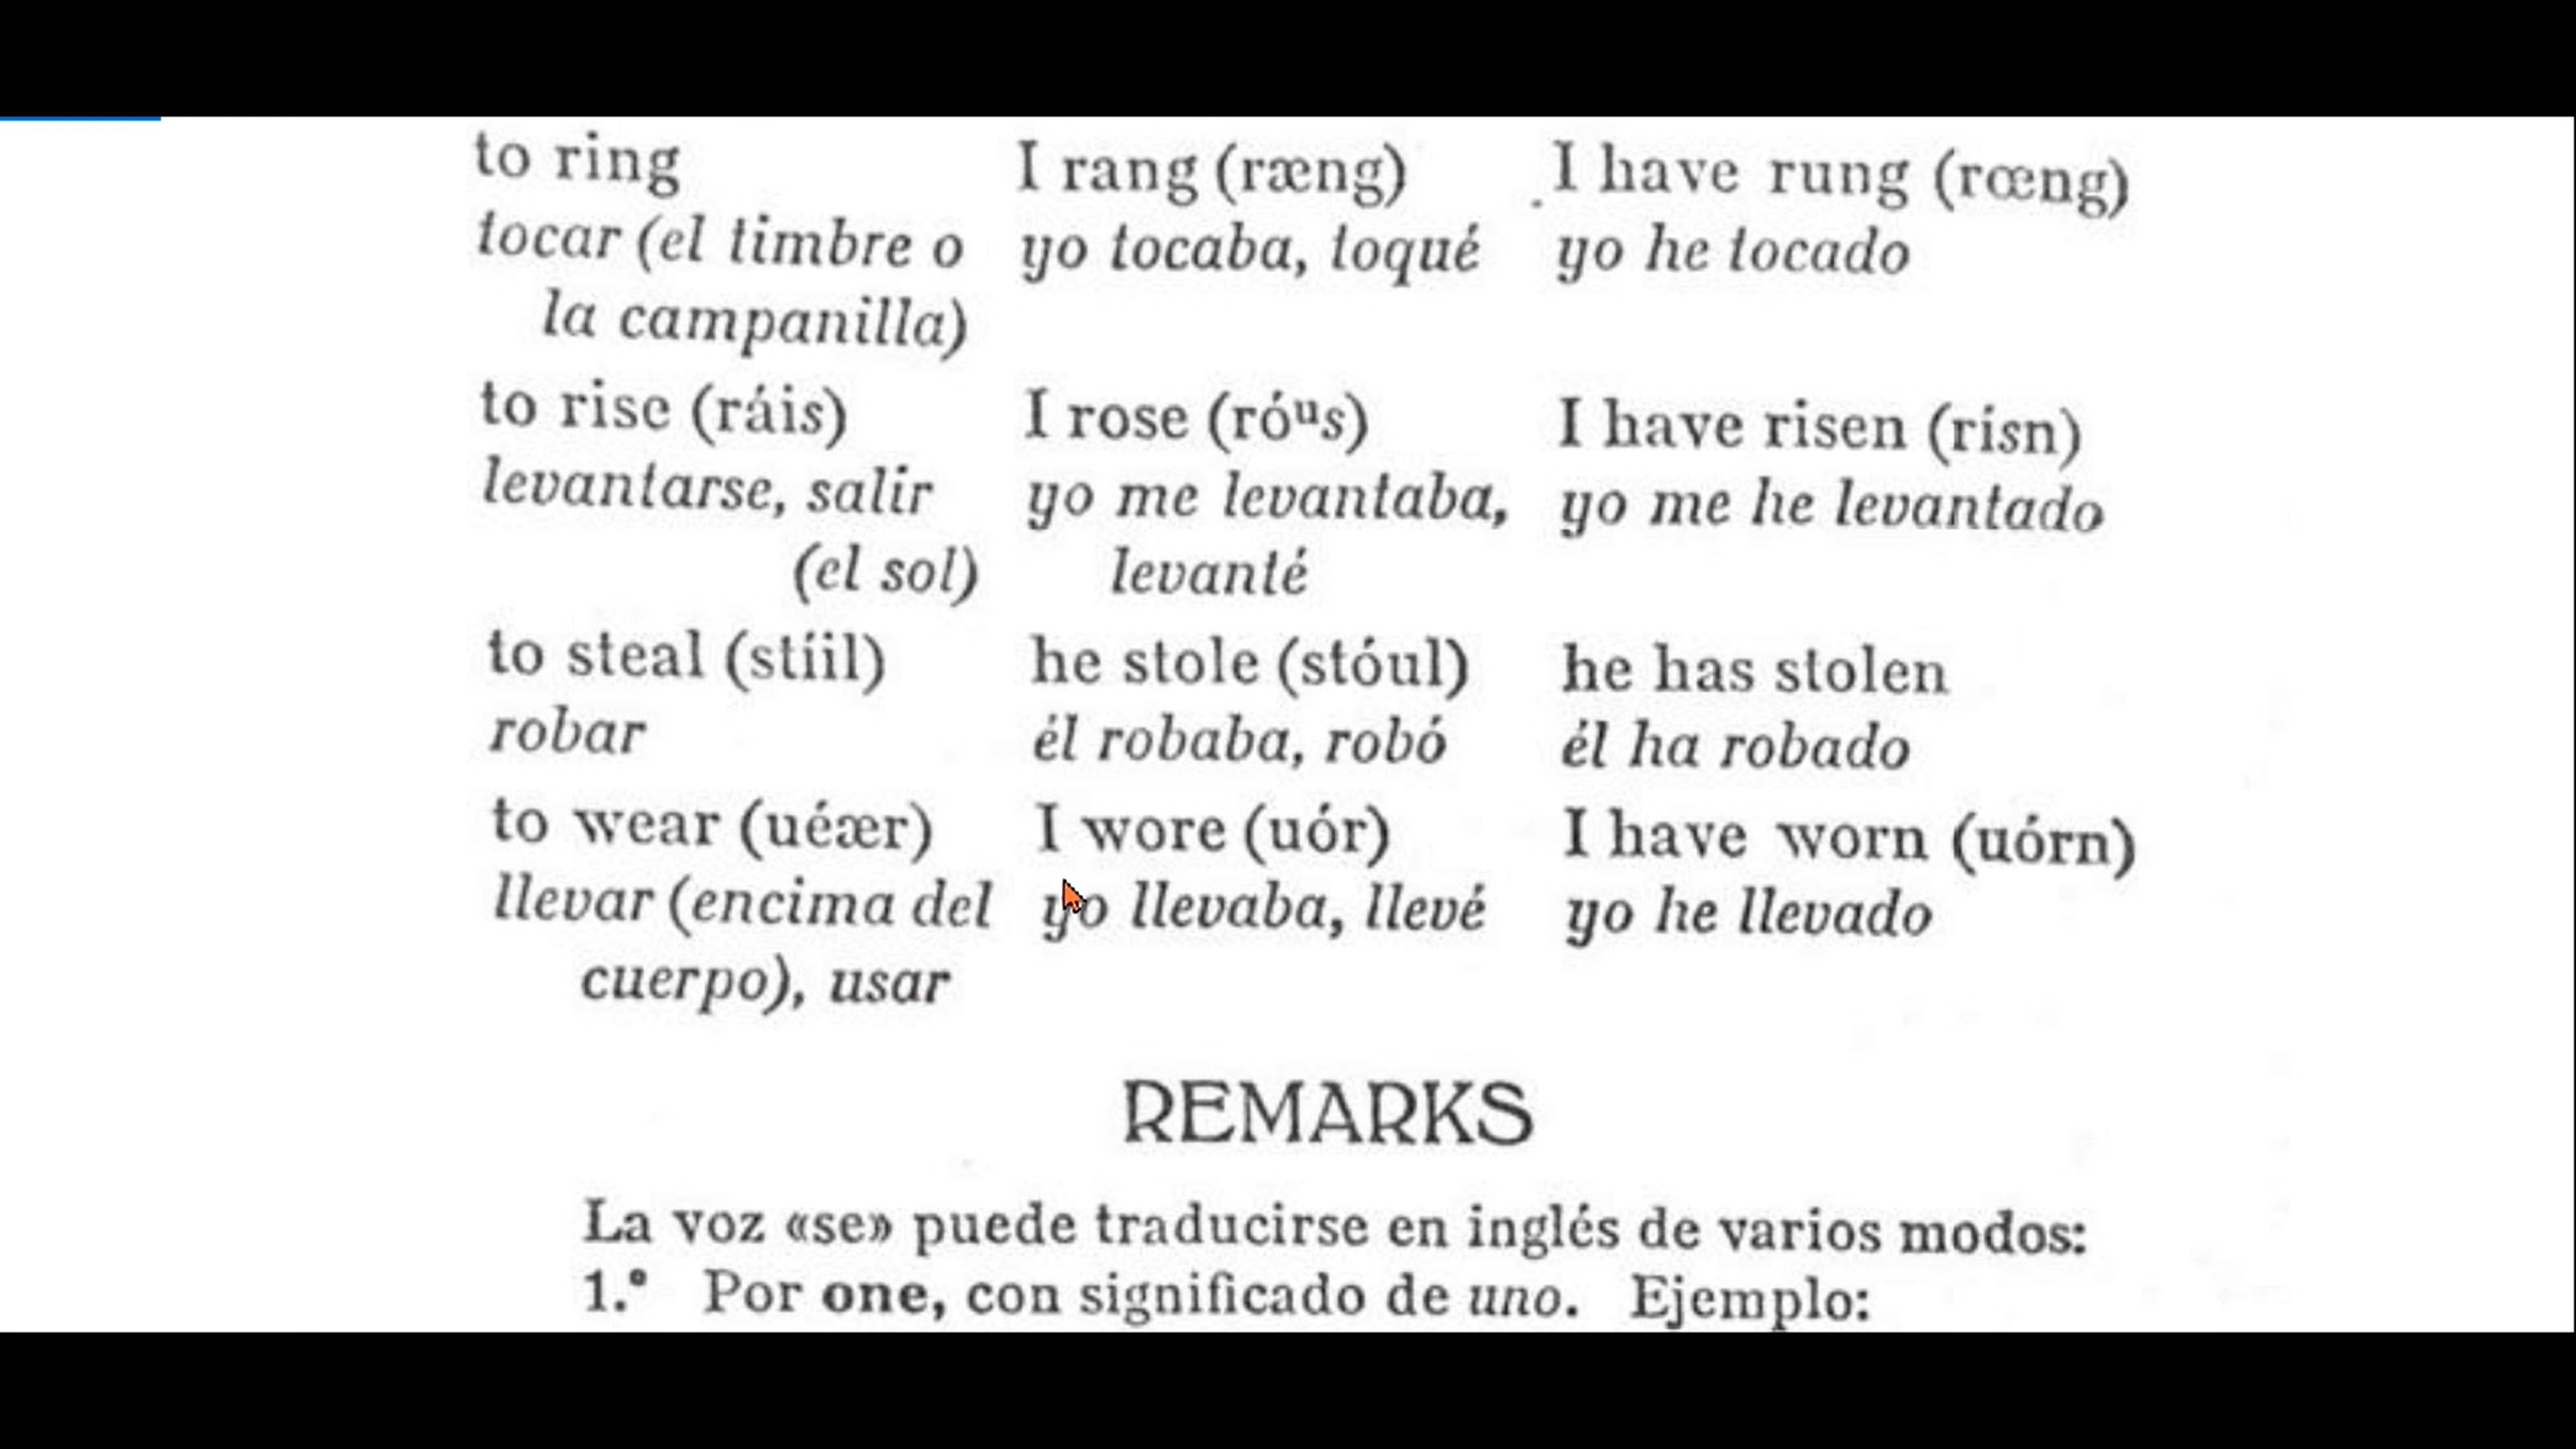 to ring I rang (ræng) I have rung (rœng)
tocar (el timbre o yo tocaba, toqué yo he tocado
la campanilla)
to rise (ráis) I rose (róᵘs) I have risen (rísn)
levantarse, salir yo me levantaba, yo me he levantado
(el sol) levanté
to steal (stíil) he stole (stóul) he has stolen
robar él robaba, robó él ha robado
to wear (uéær) I wore (uór) I have worn (uórn)
llevar (encima del yo llevaba, llevé yo he llevado
cuerpo), usar
REMARKS
La voz «se» puede traducirse en inglés de varios modos:
1.º Por one, con significado de uno. Ejemplo: